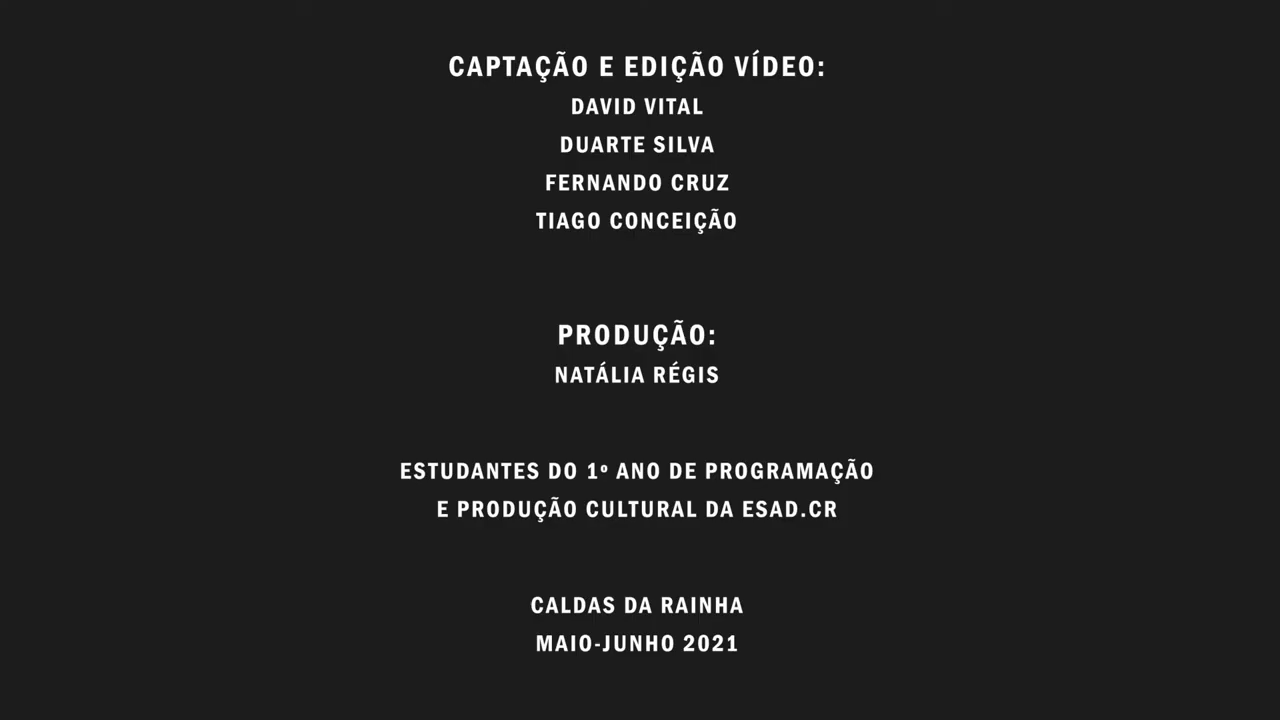 CAPTAÇÃO E EDIÇÃO VÍDEO:
DAVID VITAL
DUARTE SILVA
FERNANDO CRUZ
TIAGO CONCEIÇÃO
PRODUÇÃO:
NATÁLIA RÉGIS
ESTUDANTES DO 1º ANO DE PROGRAMAÇÃO
E PRODUÇÃO CULTURAL DA ESAD.CR
CALDAS DA RAINHA
MAIO-JUNHO 2021